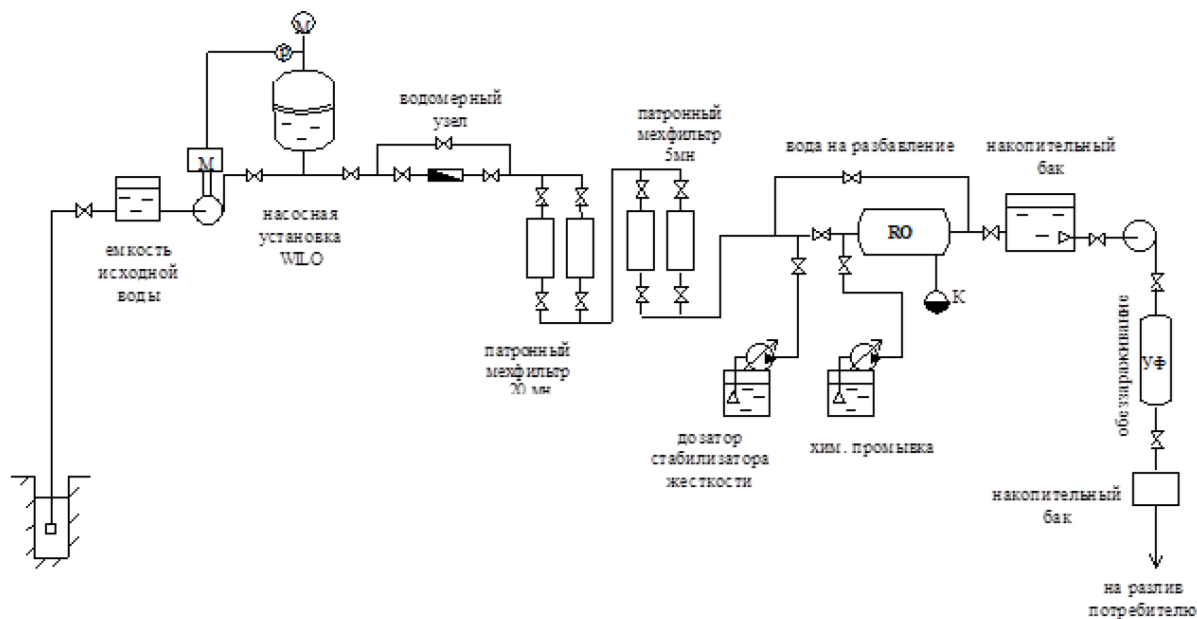 М
р
М
емкость
исходной
воды
насосная
установка
WILO
водомерный
узел
патронный
мехфильтр
20 мн
патронный
мехфильтр
5мн
вода на разбавление
RO
К
дозатор
стабилизатора
жесткости
хим. промывка
накопительный
бак
обеззараживание
УФ
накопительный
бак
на разлив
потребителю